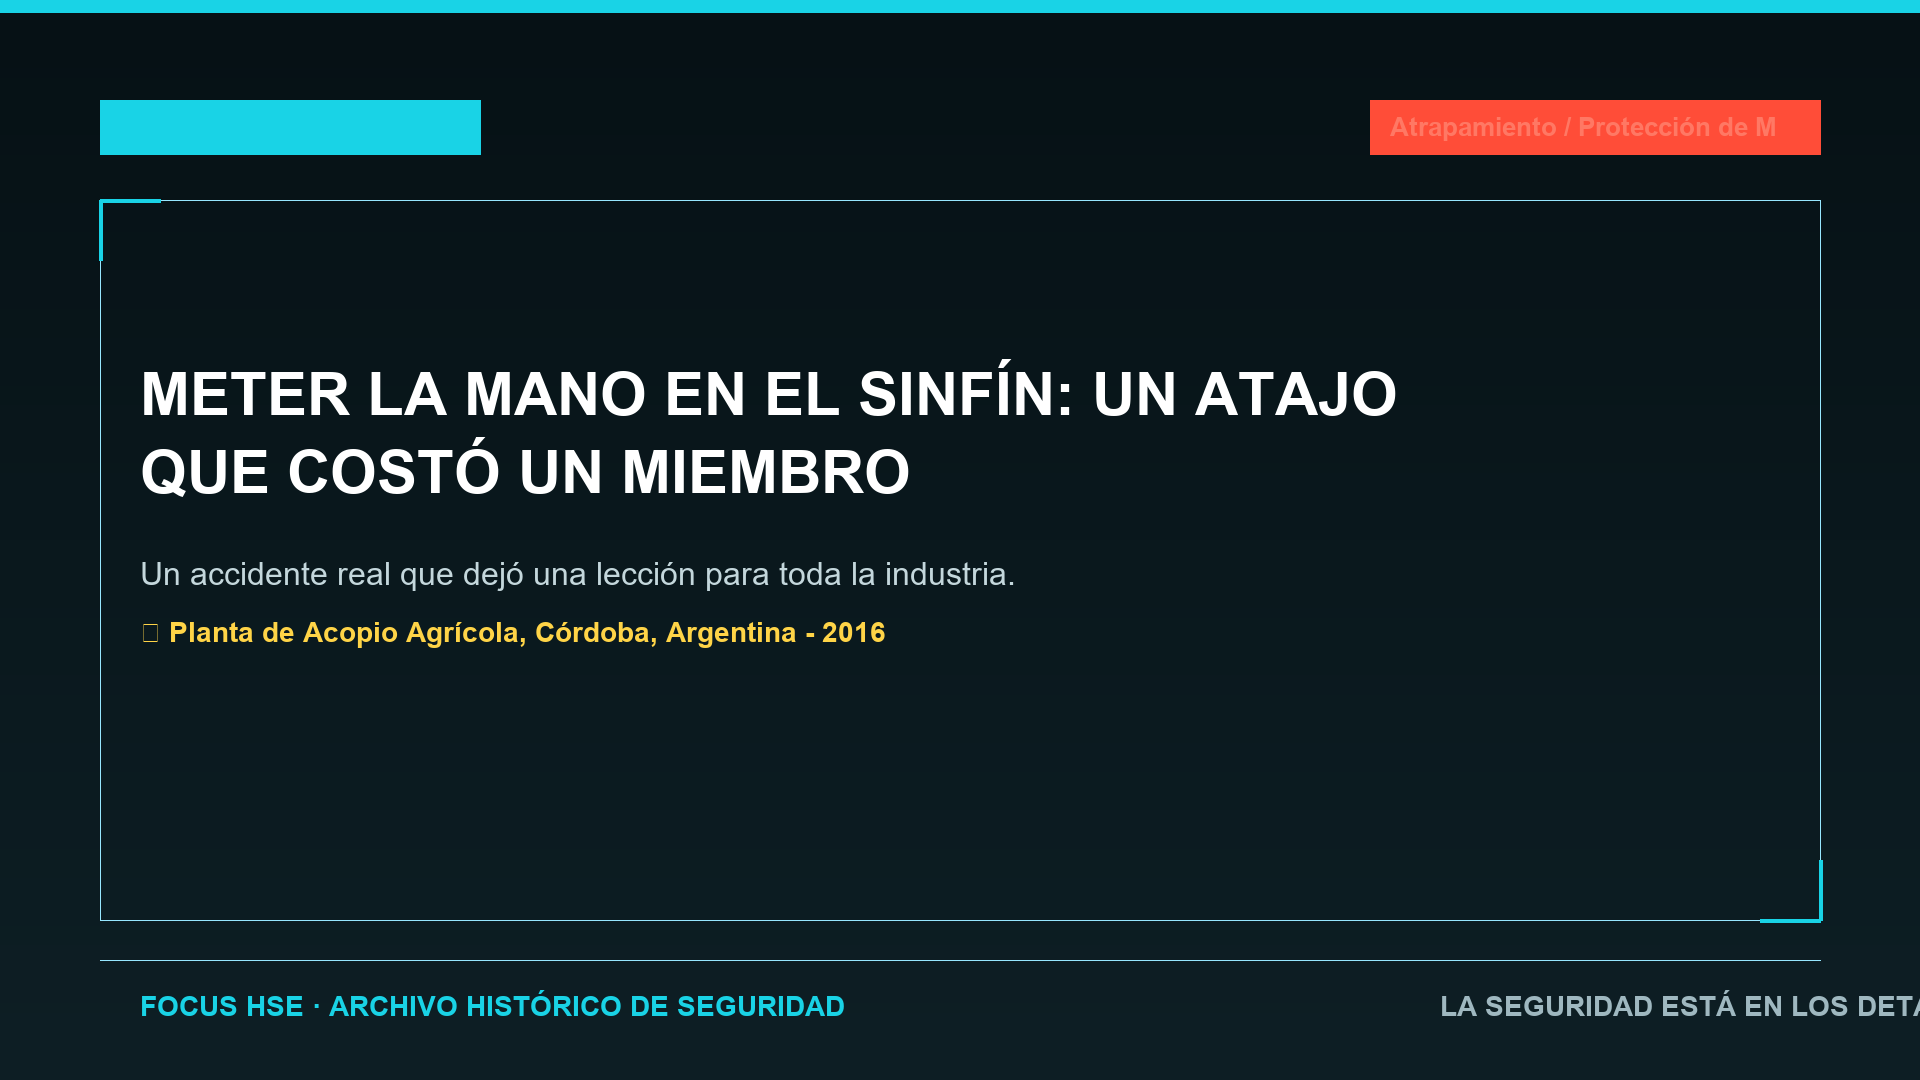 Atrapamiento / Protección de M
METER LA MANO EN EL SINFÍN: UN ATAJO
QUE COSTÓ UN MIEMBRO
Un accidente real que dejó una lección para toda la industria.
Planta de Acopio Agrícola, Córdoba, Argentina - 2016
FOCUS HSE · ARCHIVO HISTÓRICO DE SEGURIDAD
LA SEGURIDAD ESTÁ EN LOS DETA